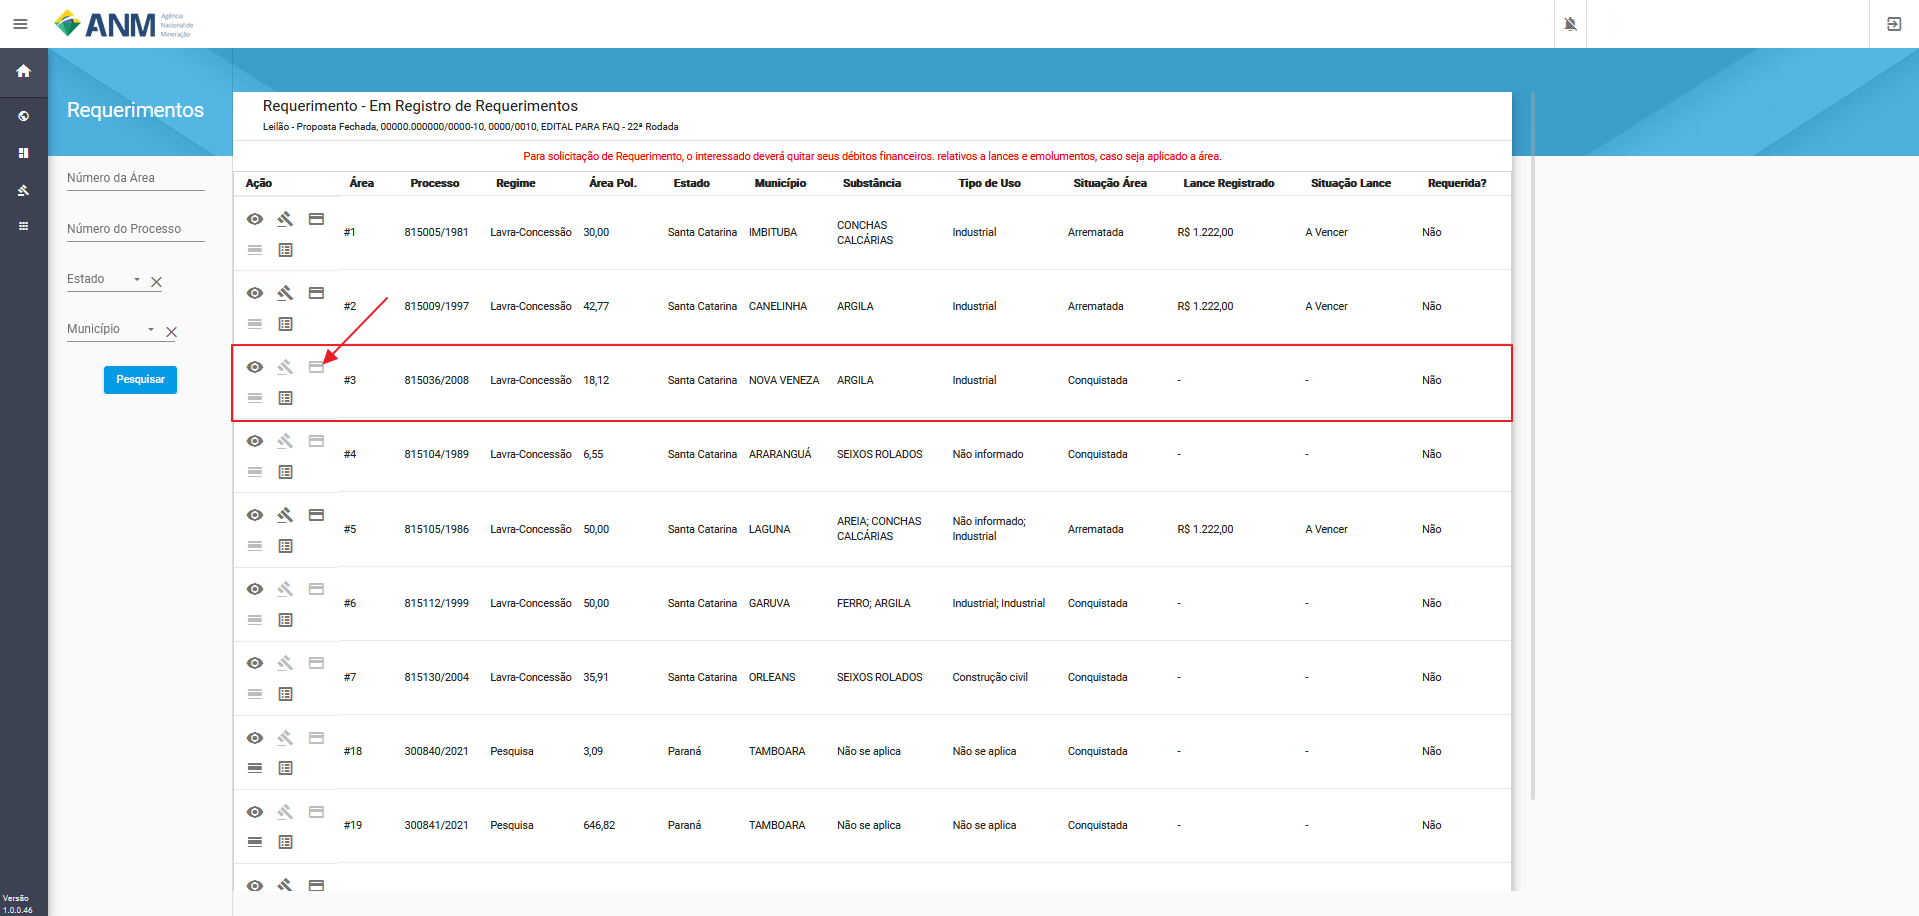 ANM Agência
Nacional de
Mineração
Requerimentos
Número da Área
Número do Processo
Estado
Município
Pesquisar
Versão
1.0.0.46
Requerimento - Em Registro de Requerimentos
Leilão - Proposta Fechada, 00000.000000/0000-10, 0000/0010, EDITAL PARA FAQ - 22ª Rodada
Para solicitação de Requerimento, o interessado deverá quitar seus débitos financeiros. relativos a lances e emolumentos, caso seja aplicado a área.
Ação Área Processo Regime Área Pol. Estado Município Substância Tipo de Uso Situação Área Lance Registrado Situação Lance Requerida?
#1 815005/1981 Lavra-Concessão 30,00 Santa Catarina IMBITUBA CONCHAS CALCÁRIAS Industrial Arrematada R$ 1.222,00 A Vencer Não
#2 815009/1997 Lavra-Concessão 42,77 Santa Catarina CANELINHA ARGILA Industrial Arrematada R$ 1.222,00 A Vencer Não
#3 815036/2008 Lavra-Concessão 18,12 Santa Catarina NOVA VENEZA ARGILA Industrial Conquistada - - Não
#4 815104/1989 Lavra-Concessão 6,55 Santa Catarina ARARANGUÁ SEIXOS ROLADOS Não informado Conquistada - - Não
#5 815105/1986 Lavra-Concessão 50,00 Santa Catarina LAGUNA AREIA; CONCHAS CALCÁRIAS Não informado; Industrial Arrematada R$ 1.222,00 A Vencer Não
#6 815112/1999 Lavra-Concessão 50,00 Santa Catarina GARUVA FERRO; ARGILA Industrial; Industrial Conquistada - - Não
#7 815130/2004 Lavra-Concessão 35,91 Santa Catarina ORLEANS SEIXOS ROLADOS Construção civil Conquistada - - Não
#18 300840/2021 Pesquisa 3,09 Paraná TAMBOARA Não se aplica Não se aplica Conquistada - - Não
#19 300841/2021 Pesquisa 646,82 Paraná TAMBOARA Não se aplica Não se aplica Conquistada - - Não